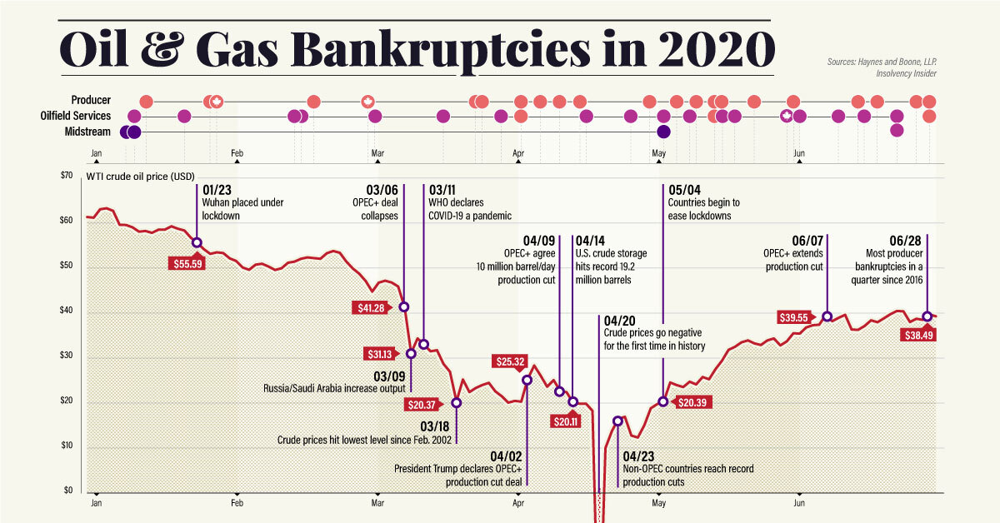 Oil & Gas Bankruptcies in 2020
Sources: Haynes and Boone, LLP.
Insolvency Insider
Producer
Oilfield Services
Midstream
Jan
Feb
Mar
Apr
May
Jun
$70
WTI crude oil price (USD)
$60
$50
$40
$30
$20
$10
$0
01/23
Wuhan placed under
lockdown
$55.59
03/06
OPEC+ deal
collapses
$41.28
03/11
WHO declares
COVID-19 a pandemic
$31.13
03/09
Russia/Saudi Arabia increase output
$20.37
03/18
Crude prices hit lowest level since Feb. 2002
$25.32
04/02
President Trump declares OPEC+
production cut deal
04/09
OPEC+ agree
10 million barrel/day
production cut
04/14
U.S. crude storage
hits record 19.2
million barrels
$20.11
04/20
Crude prices go negative
for the first time in history
04/23
Non-OPEC countries reach record
production cuts
05/04
Countries begin to
ease lockdowns
$20.39
06/07
OPEC+ extends
production cut
$39.55
06/28
Most producer
bankruptcies in a
quarter since 2016
$38.49
Jan
Feb
Mar
Apr
May
Jun